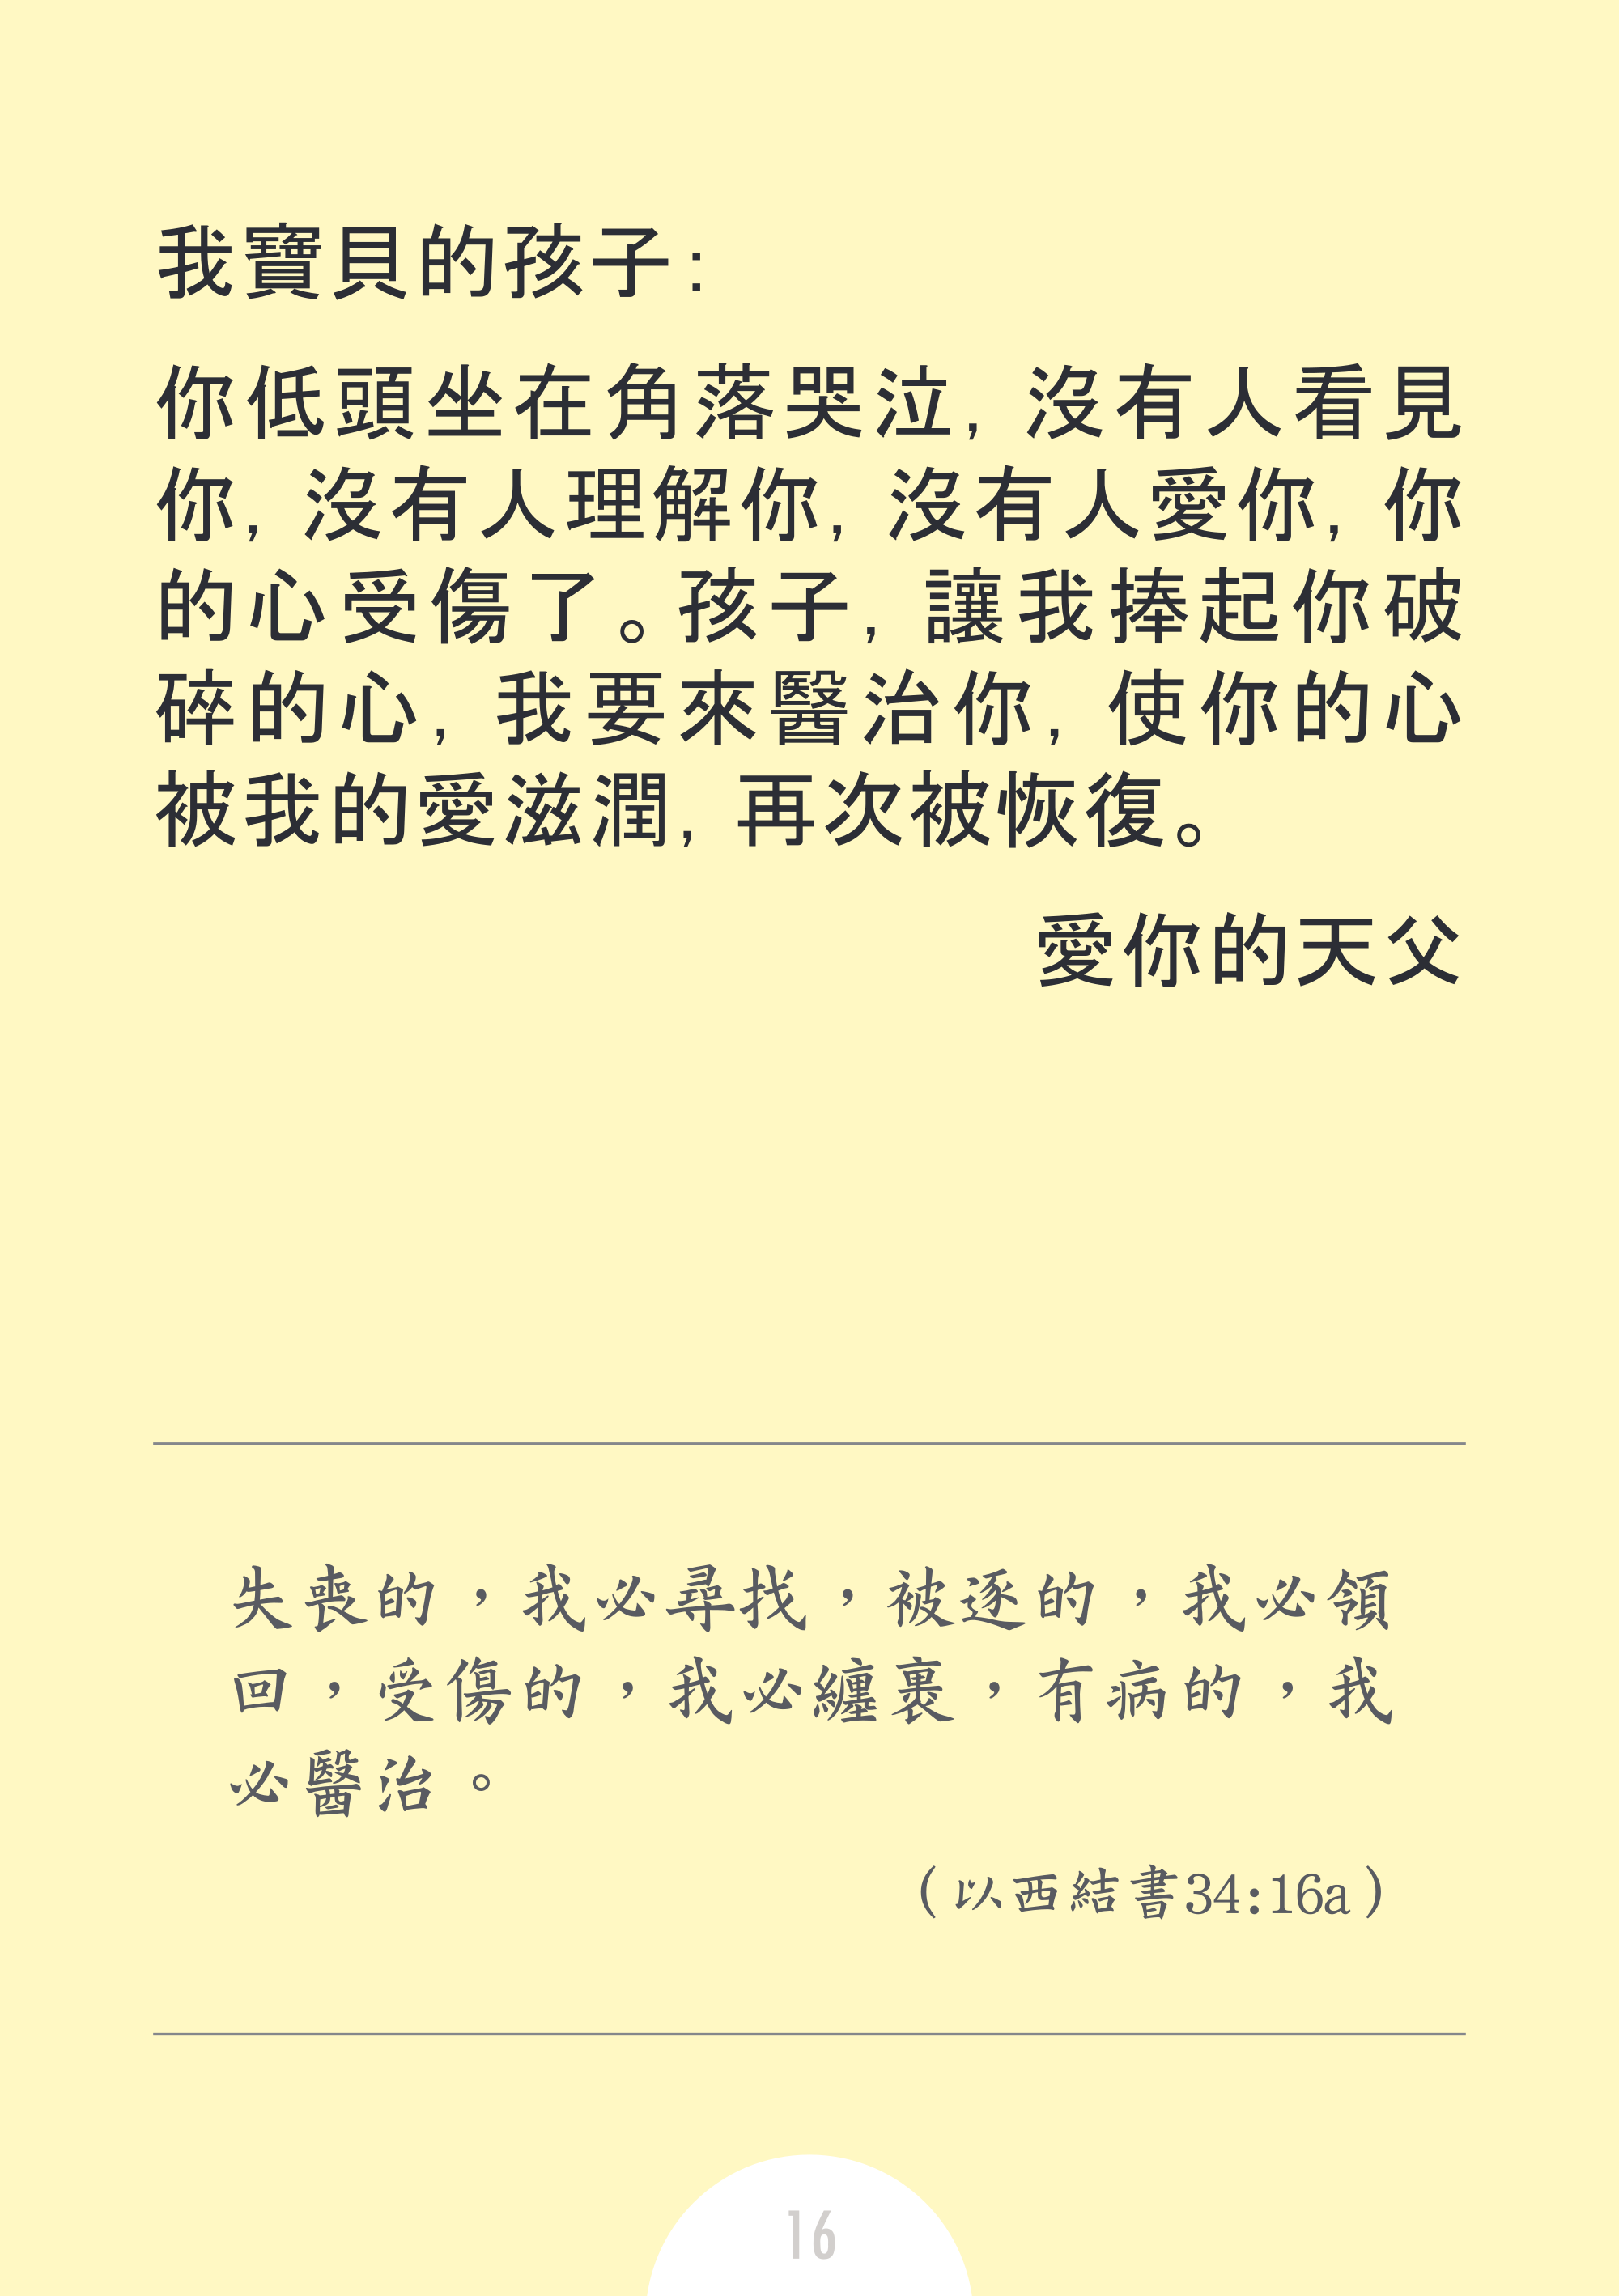 我寶貝的孩子：
你低頭坐在角落哭泣，沒有人看見
你，沒有人理解你，沒有人愛你，你
的心受傷了。孩子，讓我捧起你破
碎的心，我要來醫治你，使你的心
被我的愛滋潤，再次被恢復。
愛你的天父
失喪的，我必尋找，被逐的，我必領
回，受傷的，我必纏裹，有病的，我
必醫治。
（以西結書34:16a）
16